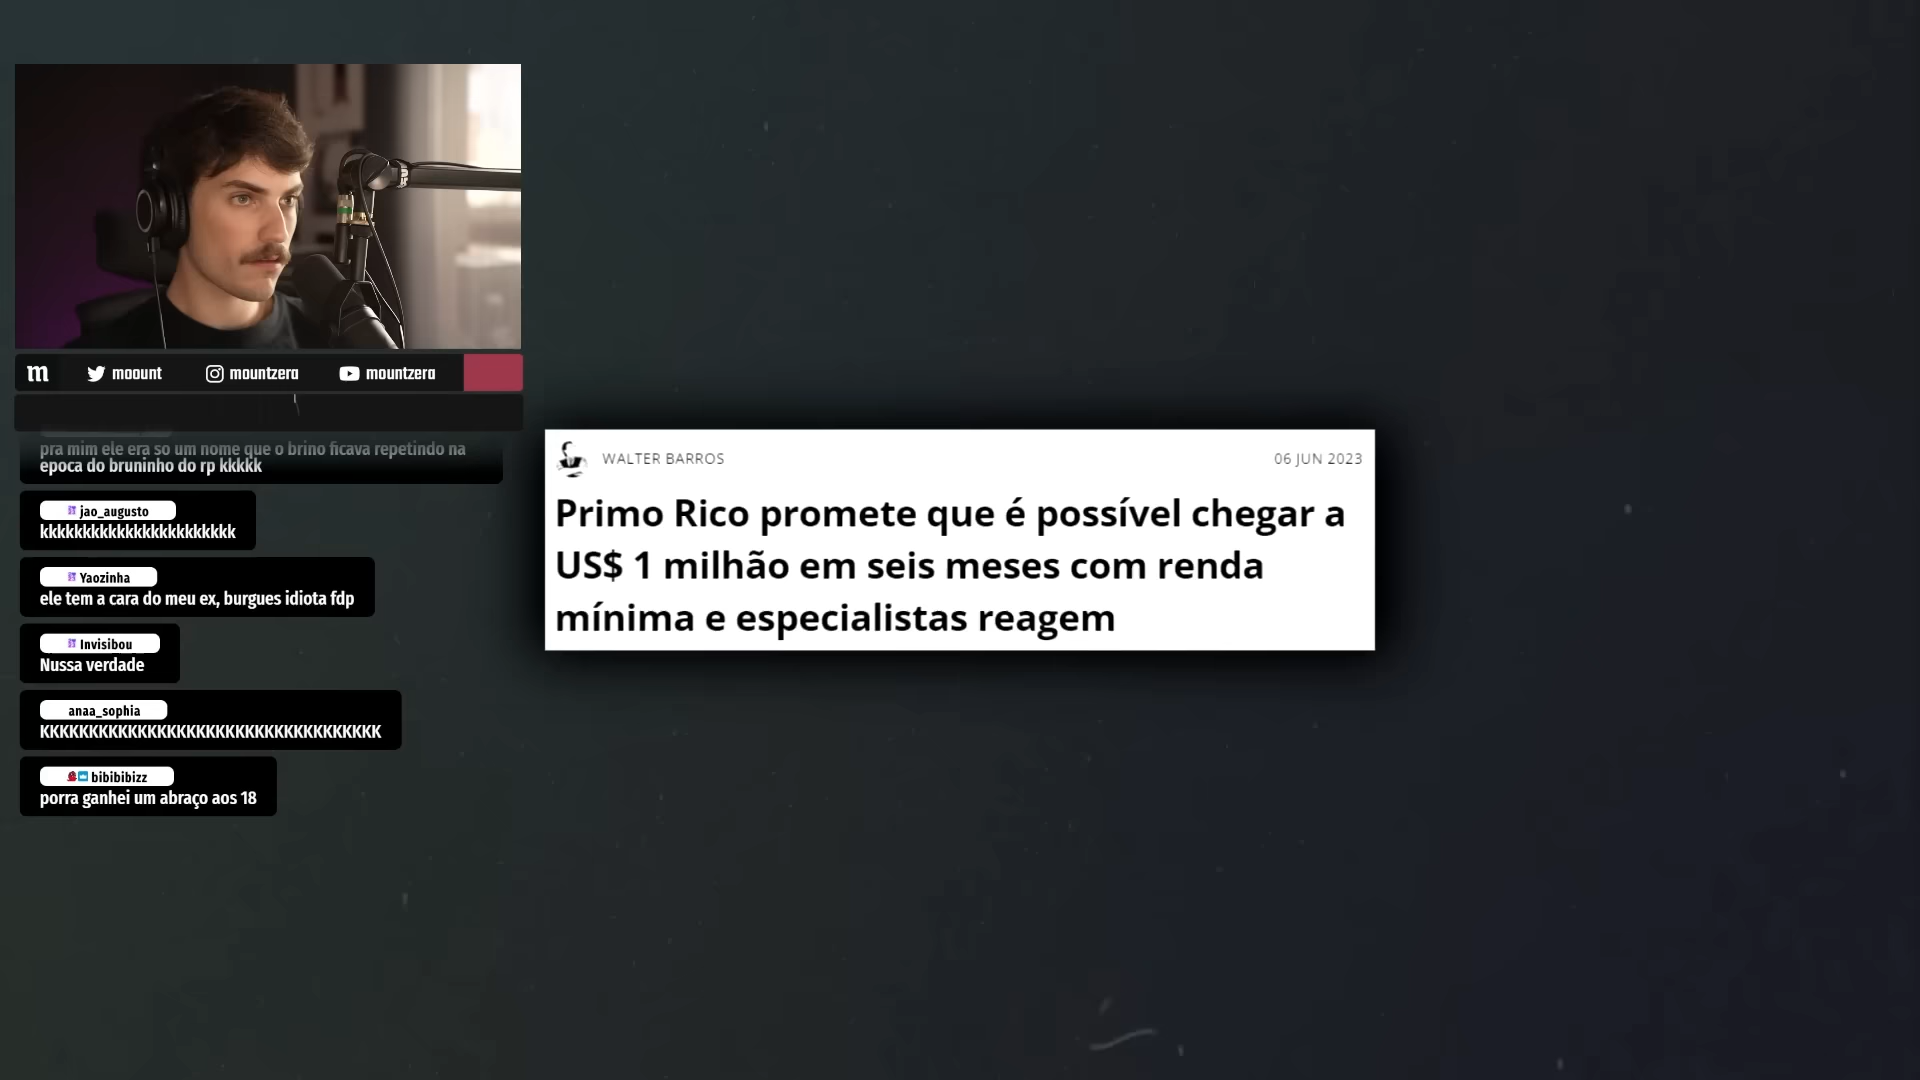 m moount mountzera mountzera
pra mim ele era so um nome que o brino ficava repetindo na
epoca do bruninho do rp kkkkk
jao_augusto
kkkkkkkkkkkkkkkkkkkkkkk
Yaozinha
ele tem a cara do meu ex, burgues idiota fdp
Invisibou
Nussa verdade
anaa_sophia
KKKKKKKKKKKKKKKKKKKKKKKKKKKKKKKKKKK
bibibibizz
porra ganhei um abraço aos 18
WALTER BARROS 06 JUN 2023
Primo Rico promete que é possível chegar a
US$ 1 milhão em seis meses com renda
mínima e especialistas reagem